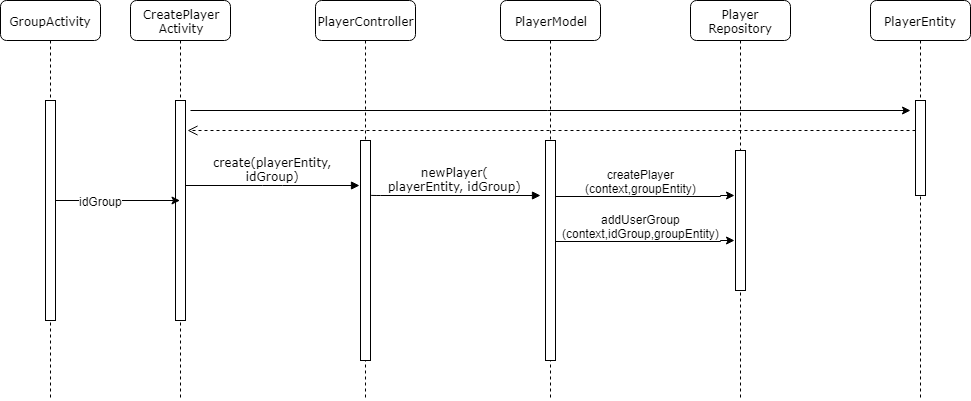 GroupActivity
CreatePlayer
Activity
PlayerController
PlayerModel
Player
Repository
PlayerEntity
create(playerEntity,
idGroup)
newPlayer(
playerEntity, idGroup)
createPlayer
(context,groupEntity)
idGroup
addUserGroup
(context,idGroup,groupEntity)